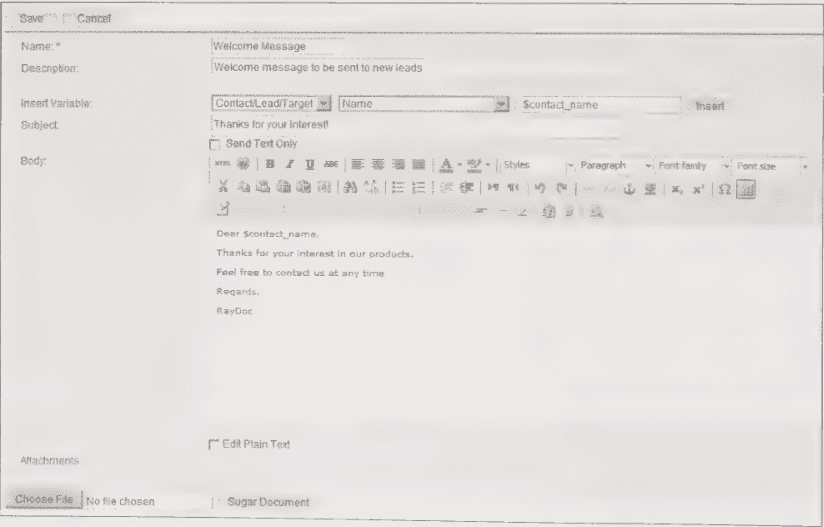 Save Cancel
Name: * Welcome Message
Description: Welcome message to be sent to new leads
Insert Variable: Contact/Lead/Target Name : $contact_name Insert
Subject: Thanks for your interest!
Send Text Only
Body: HTML B I U ABC A Styles Paragraph Font family Font size
Dear $contact_name,
Thanks for your interest in our products.
Feel free to contact us at any time
Regards,
RayDoc
Edit Plain Text
Attachments
Choose File No file chosen Sugar Document